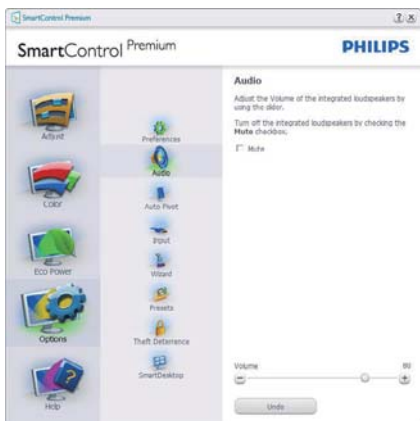 SmartControl Premium
SmartControl Premium
PHILIPS
Adjust
Color
Eco Power
Options
Help
Preferences
Audio
Auto Pivot
Input
Wizard
Presets
Theft Deterrence
SmartDesktop
Audio
Adjust the Volume of the integrated loudspeakers by
using the slider.
Turn off the integrated loudspeakers by checking the
Mute checkbox.
Mute
Volume
80
Undo